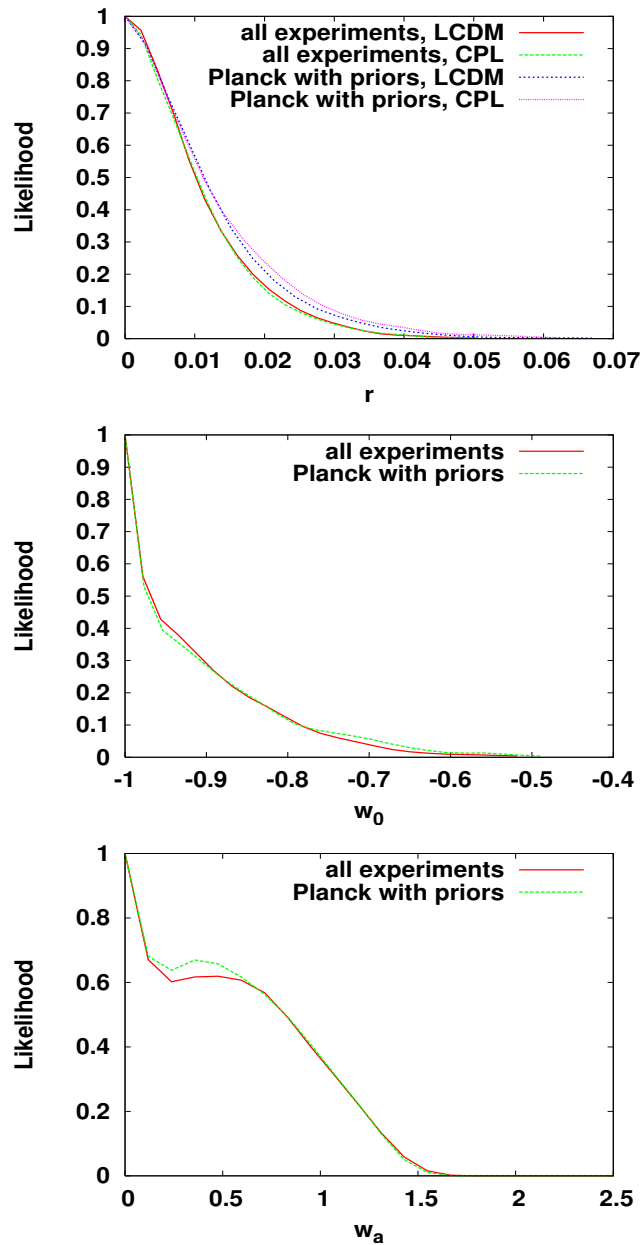 all experiments, LCDM
all experiments, CPL
Planck with priors, LCDM
Planck with priors, CPL
1
0.9
0.8
0.7
0.6
0.5
0.4
0.3
0.2
0.1
0
Likelihood
0 0.01 0.02 0.03 0.04 0.05 0.06 0.07
r
all experiments
Planck with priors
1
0.9
0.8
0.7
0.6
0.5
0.4
0.3
0.2
0.1
0
Likelihood
-1 -0.9 -0.8 -0.7 -0.6 -0.5 -0.4
w_0
all experiments
Planck with priors
1
0.8
0.6
0.4
0.2
0
Likelihood
0 0.5 1 1.5 2 2.5
w_a